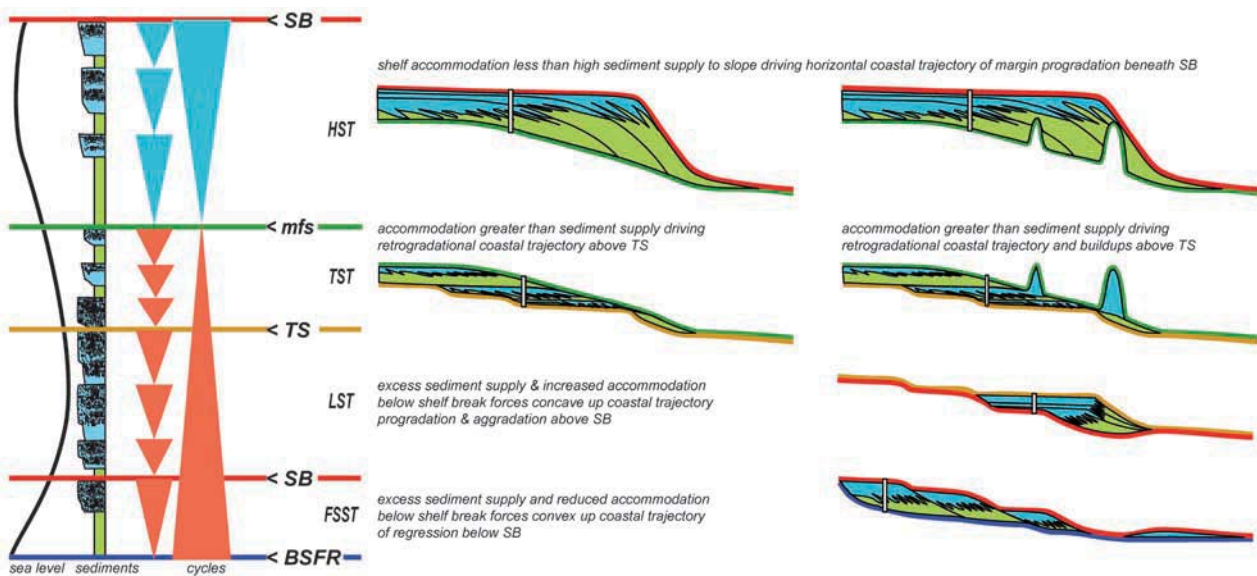 < SB
shelf accommodation less than high sediment supply to slope driving horizontal coastal trajectory of margin progradation beneath SB
HST
< mfs
accommodation greater than sediment supply driving
retrogradational coastal trajectory above TS
accommodation greater than sediment supply driving
retrogradational coastal trajectory and buildups above TS
TST
< TS
LST
excess sediment supply & increased accommodation
below shelf break forces concave up coastal trajectory
progradation & aggradation above SB
< SB
FSST
excess sediment supply and reduced accommodation
below shelf break forces convex up coastal trajectory
of regression below SB
< BSFR
sea level sediments cycles